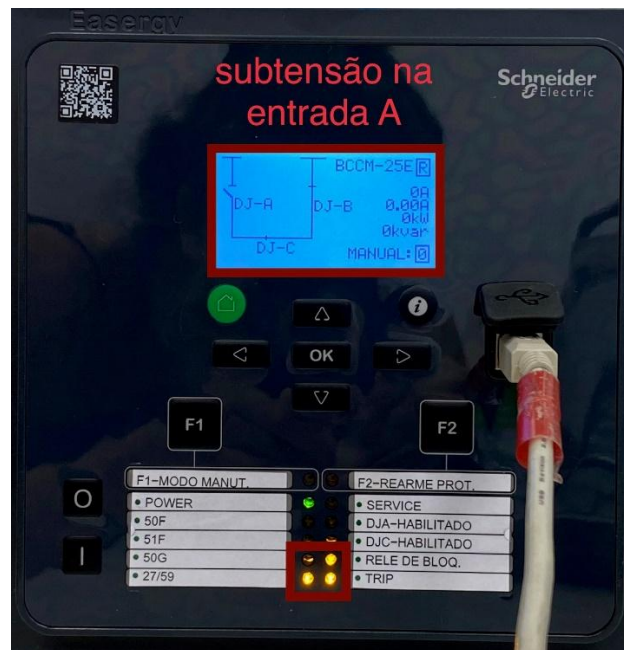 Easergy
subtensão na
entrada A
Schneider
Electric
BCCM-25E R
0A
DJ-A DJ-B 0.00A
0kW
0kvar
DJ-C MANUAL: 0
i
OK
F1
F2
F1-MODO MANUT. F2-REARME PROT.
O
• POWER • SERVICE
• 50F • DJA-HABILITADO
• 51F • DJC-HABILITADO
I
• 50G • RELE DE BLOQ.
• 27/59 • TRIP